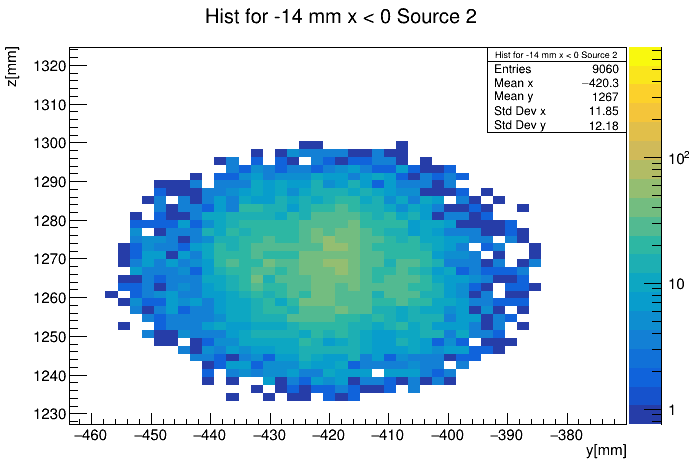 Hist for -14 mm x < 0 Source 2
z[mm]
Hist for -14 mm x < 0 Source 2
Entries 9060
Mean x −420.3
Mean y 1267
Std Dev x 11.85
Std Dev y 12.18
1320
1310
1300
1290
1280
1270
1260
1250
1240
1230
10²
10
1
−460 −450 −440 −430 −420 −410 −400 −390 −380
y[mm]